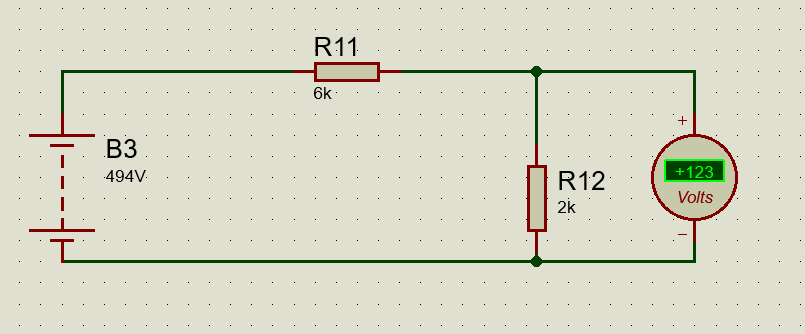 R11
6k
B3
494V
R12
2k
+
+123
Volts
−